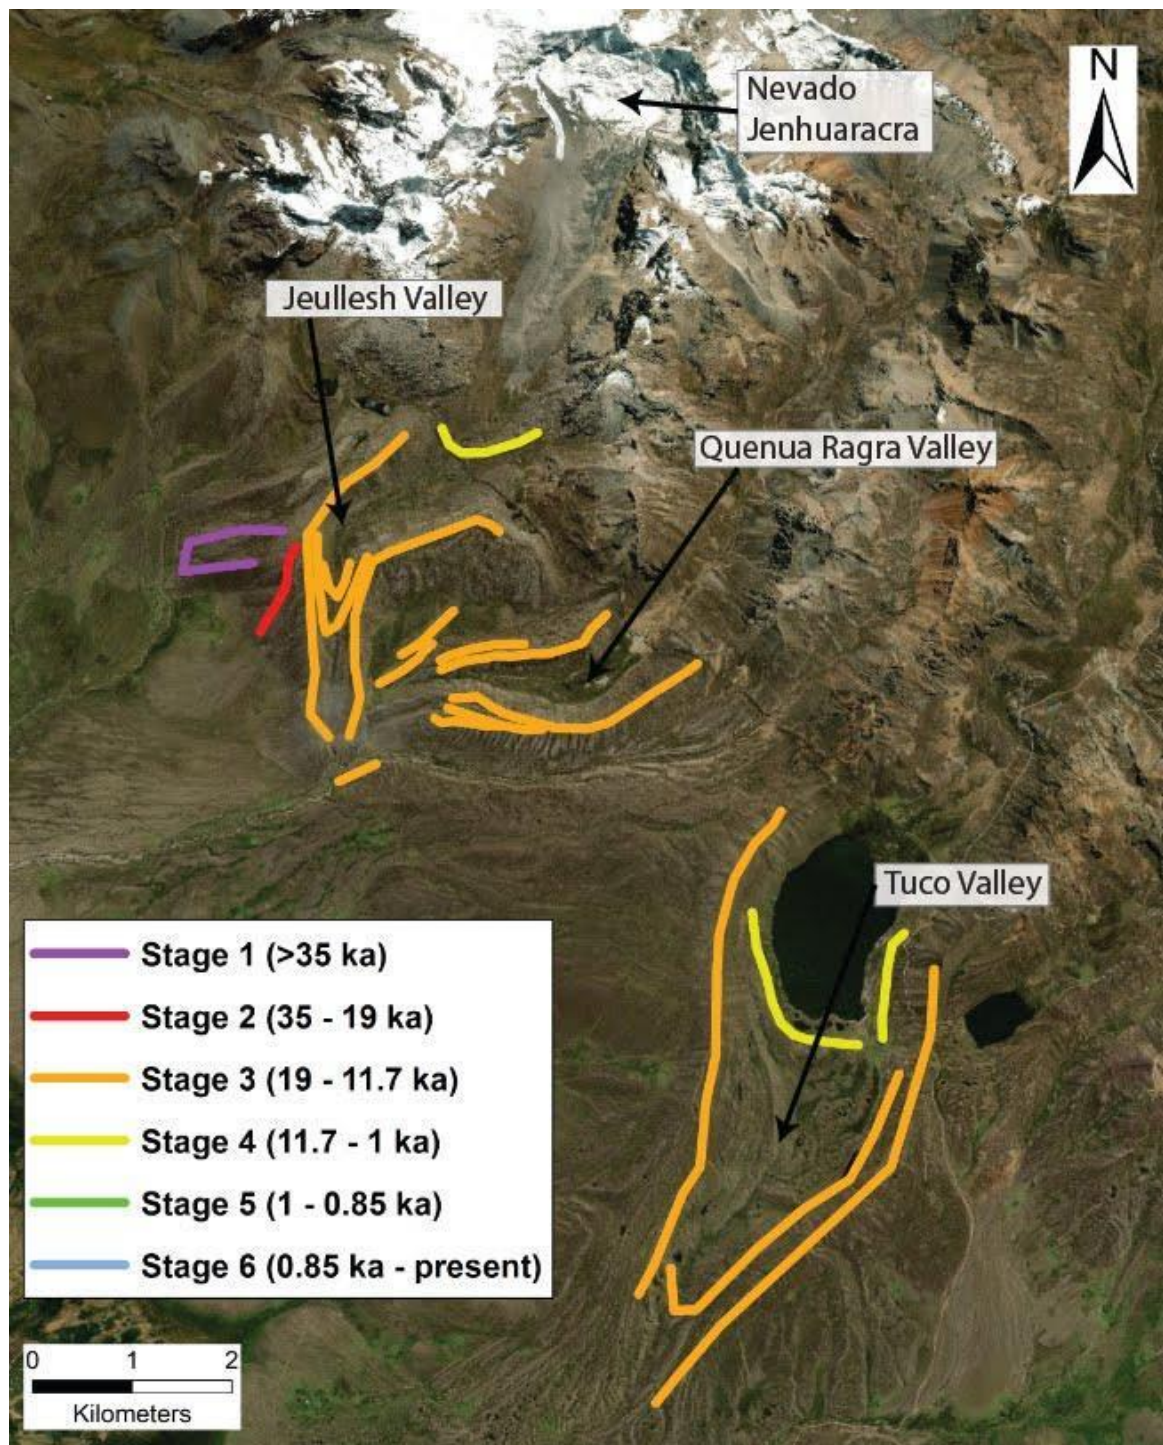 N
Nevado
Jenhuaracra
Jeullesh Valley
Quenua Ragra Valley
Tuco Valley
Stage 1 (>35 ka)
Stage 2 (35 - 19 ka)
Stage 3 (19 - 11.7 ka)
Stage 4 (11.7 - 1 ka)
Stage 5 (1 - 0.85 ka)
Stage 6 (0.85 ka - present)
0 1 2
Kilometers